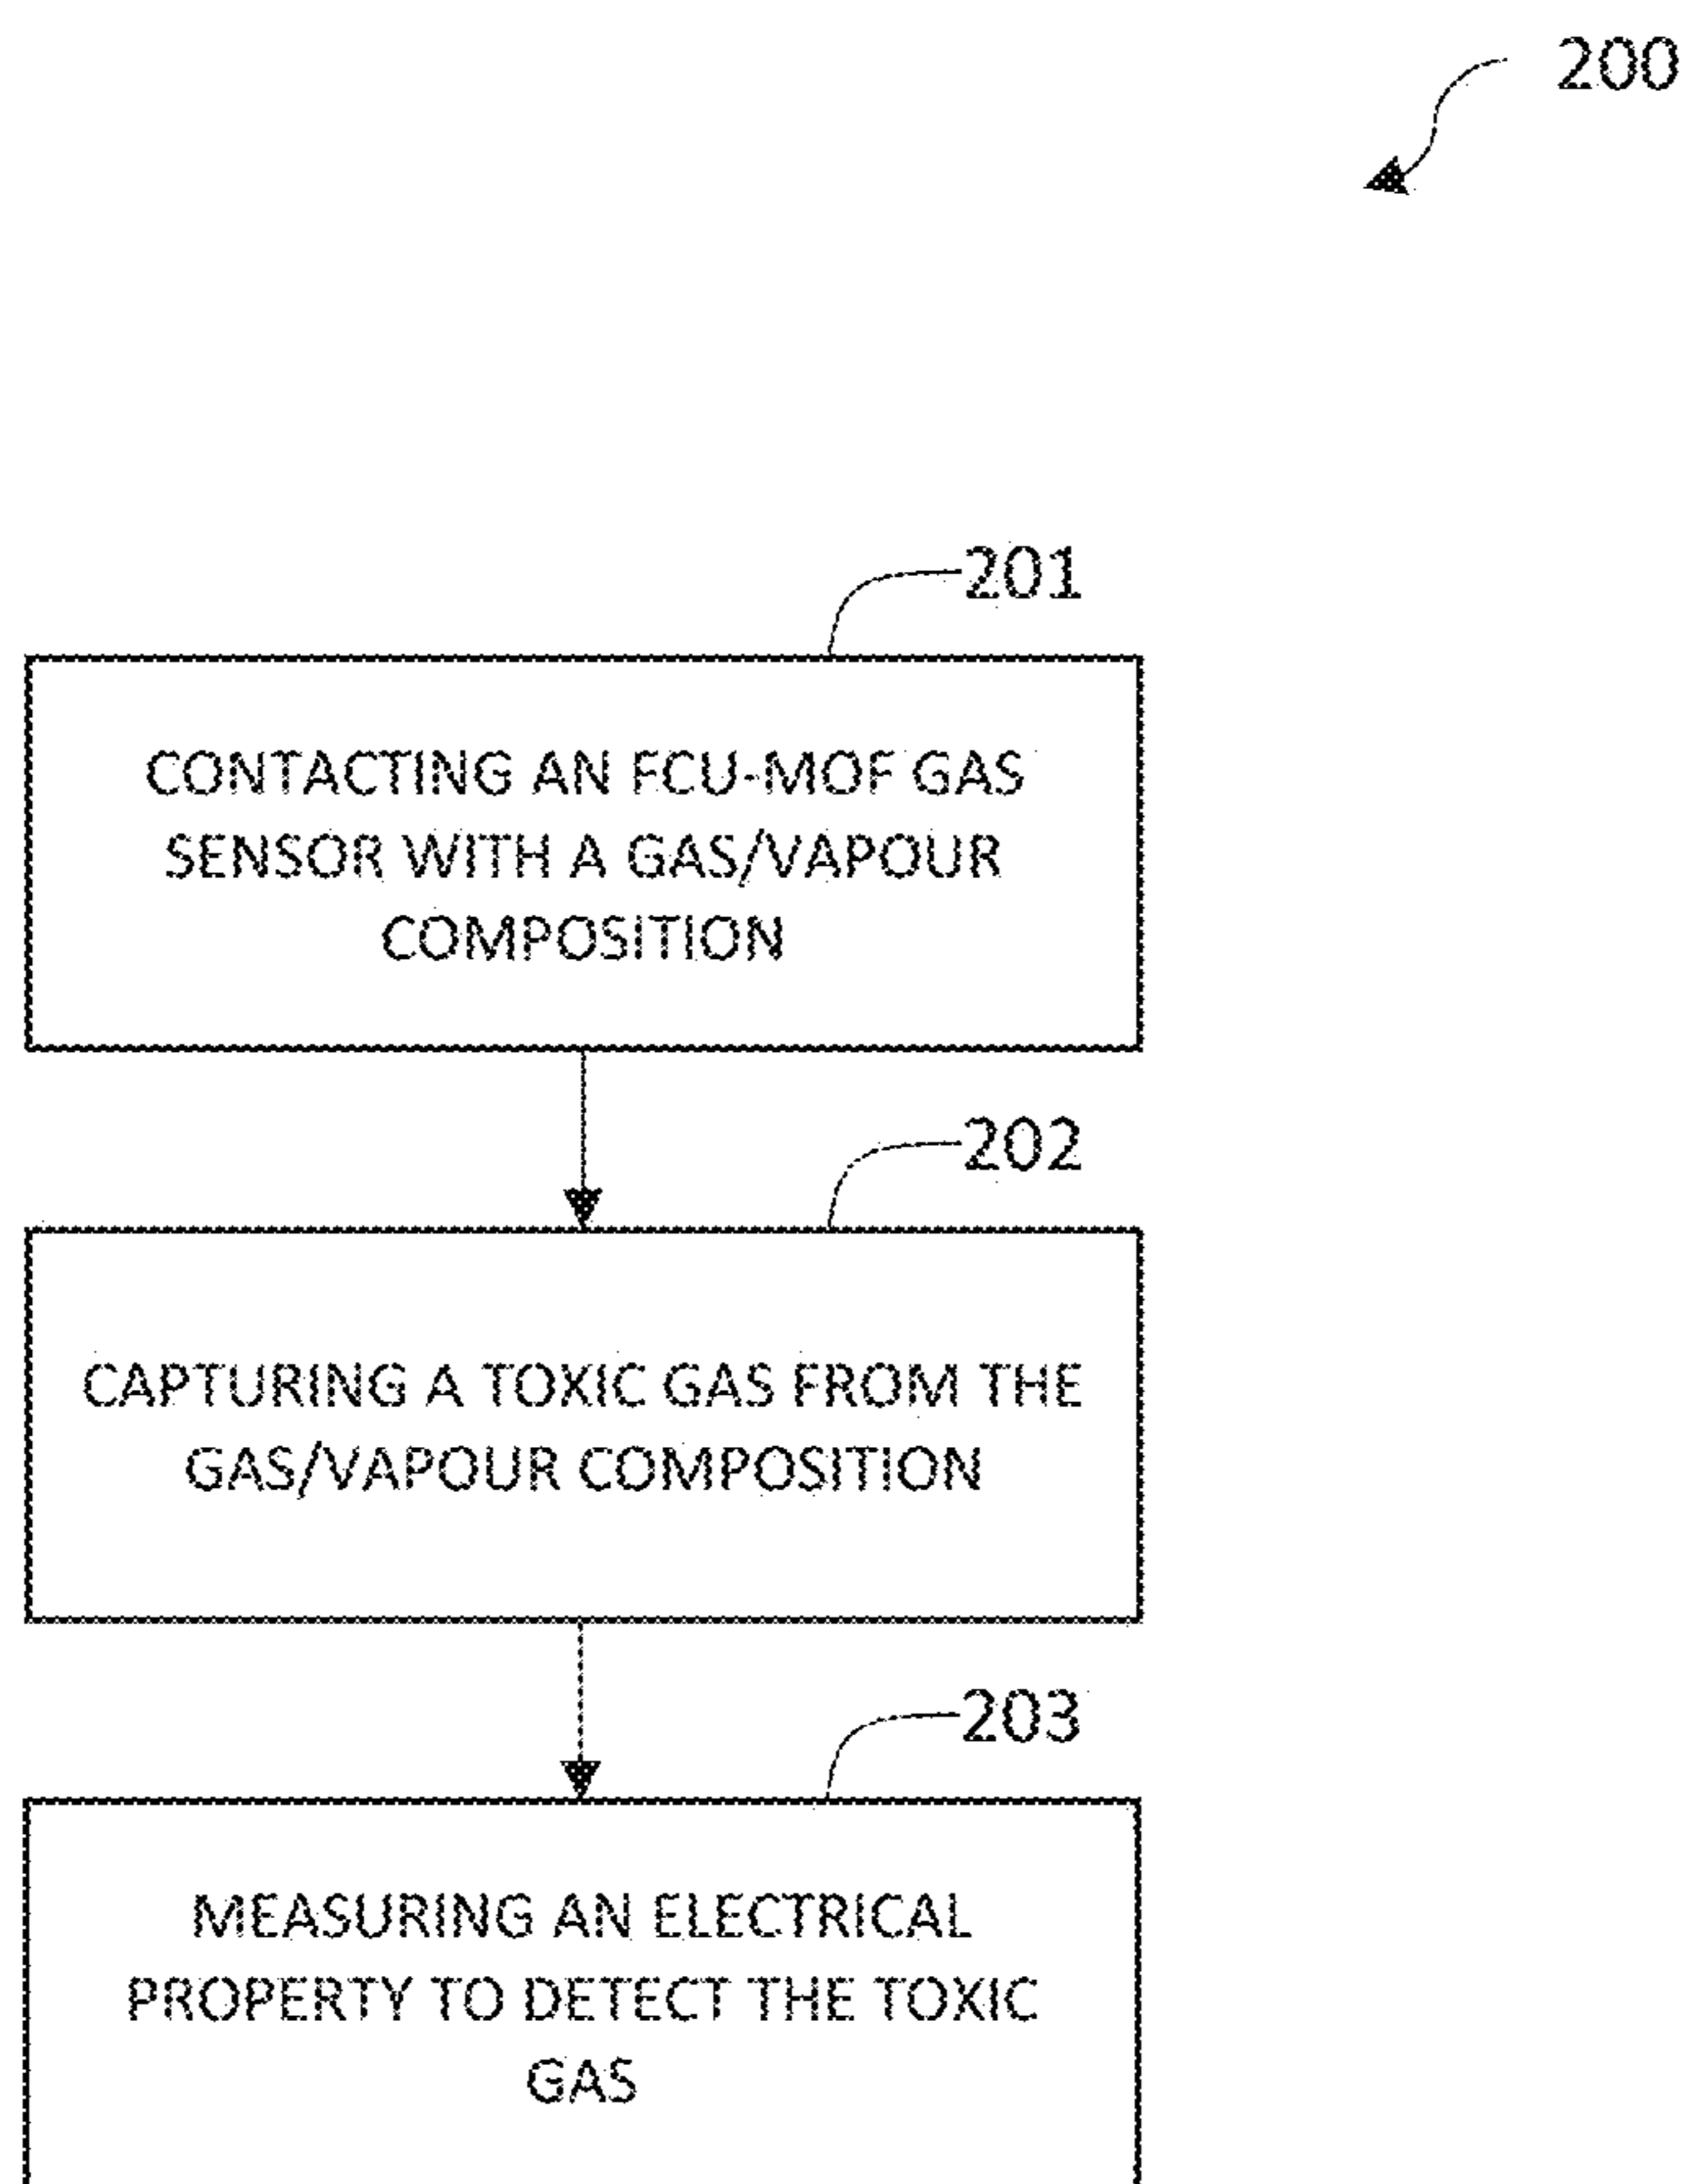 200
201
CONTACTING AN FCU-MOF GAS
SENSOR WITH A GAS/VAPOUR
COMPOSITION
202
CAPTURING A TOXIC GAS FROM THE
GAS/VAPOUR COMPOSITION
203
MEASURING AN ELECTRICAL
PROPERTY TO DETECT THE TOXIC
GAS